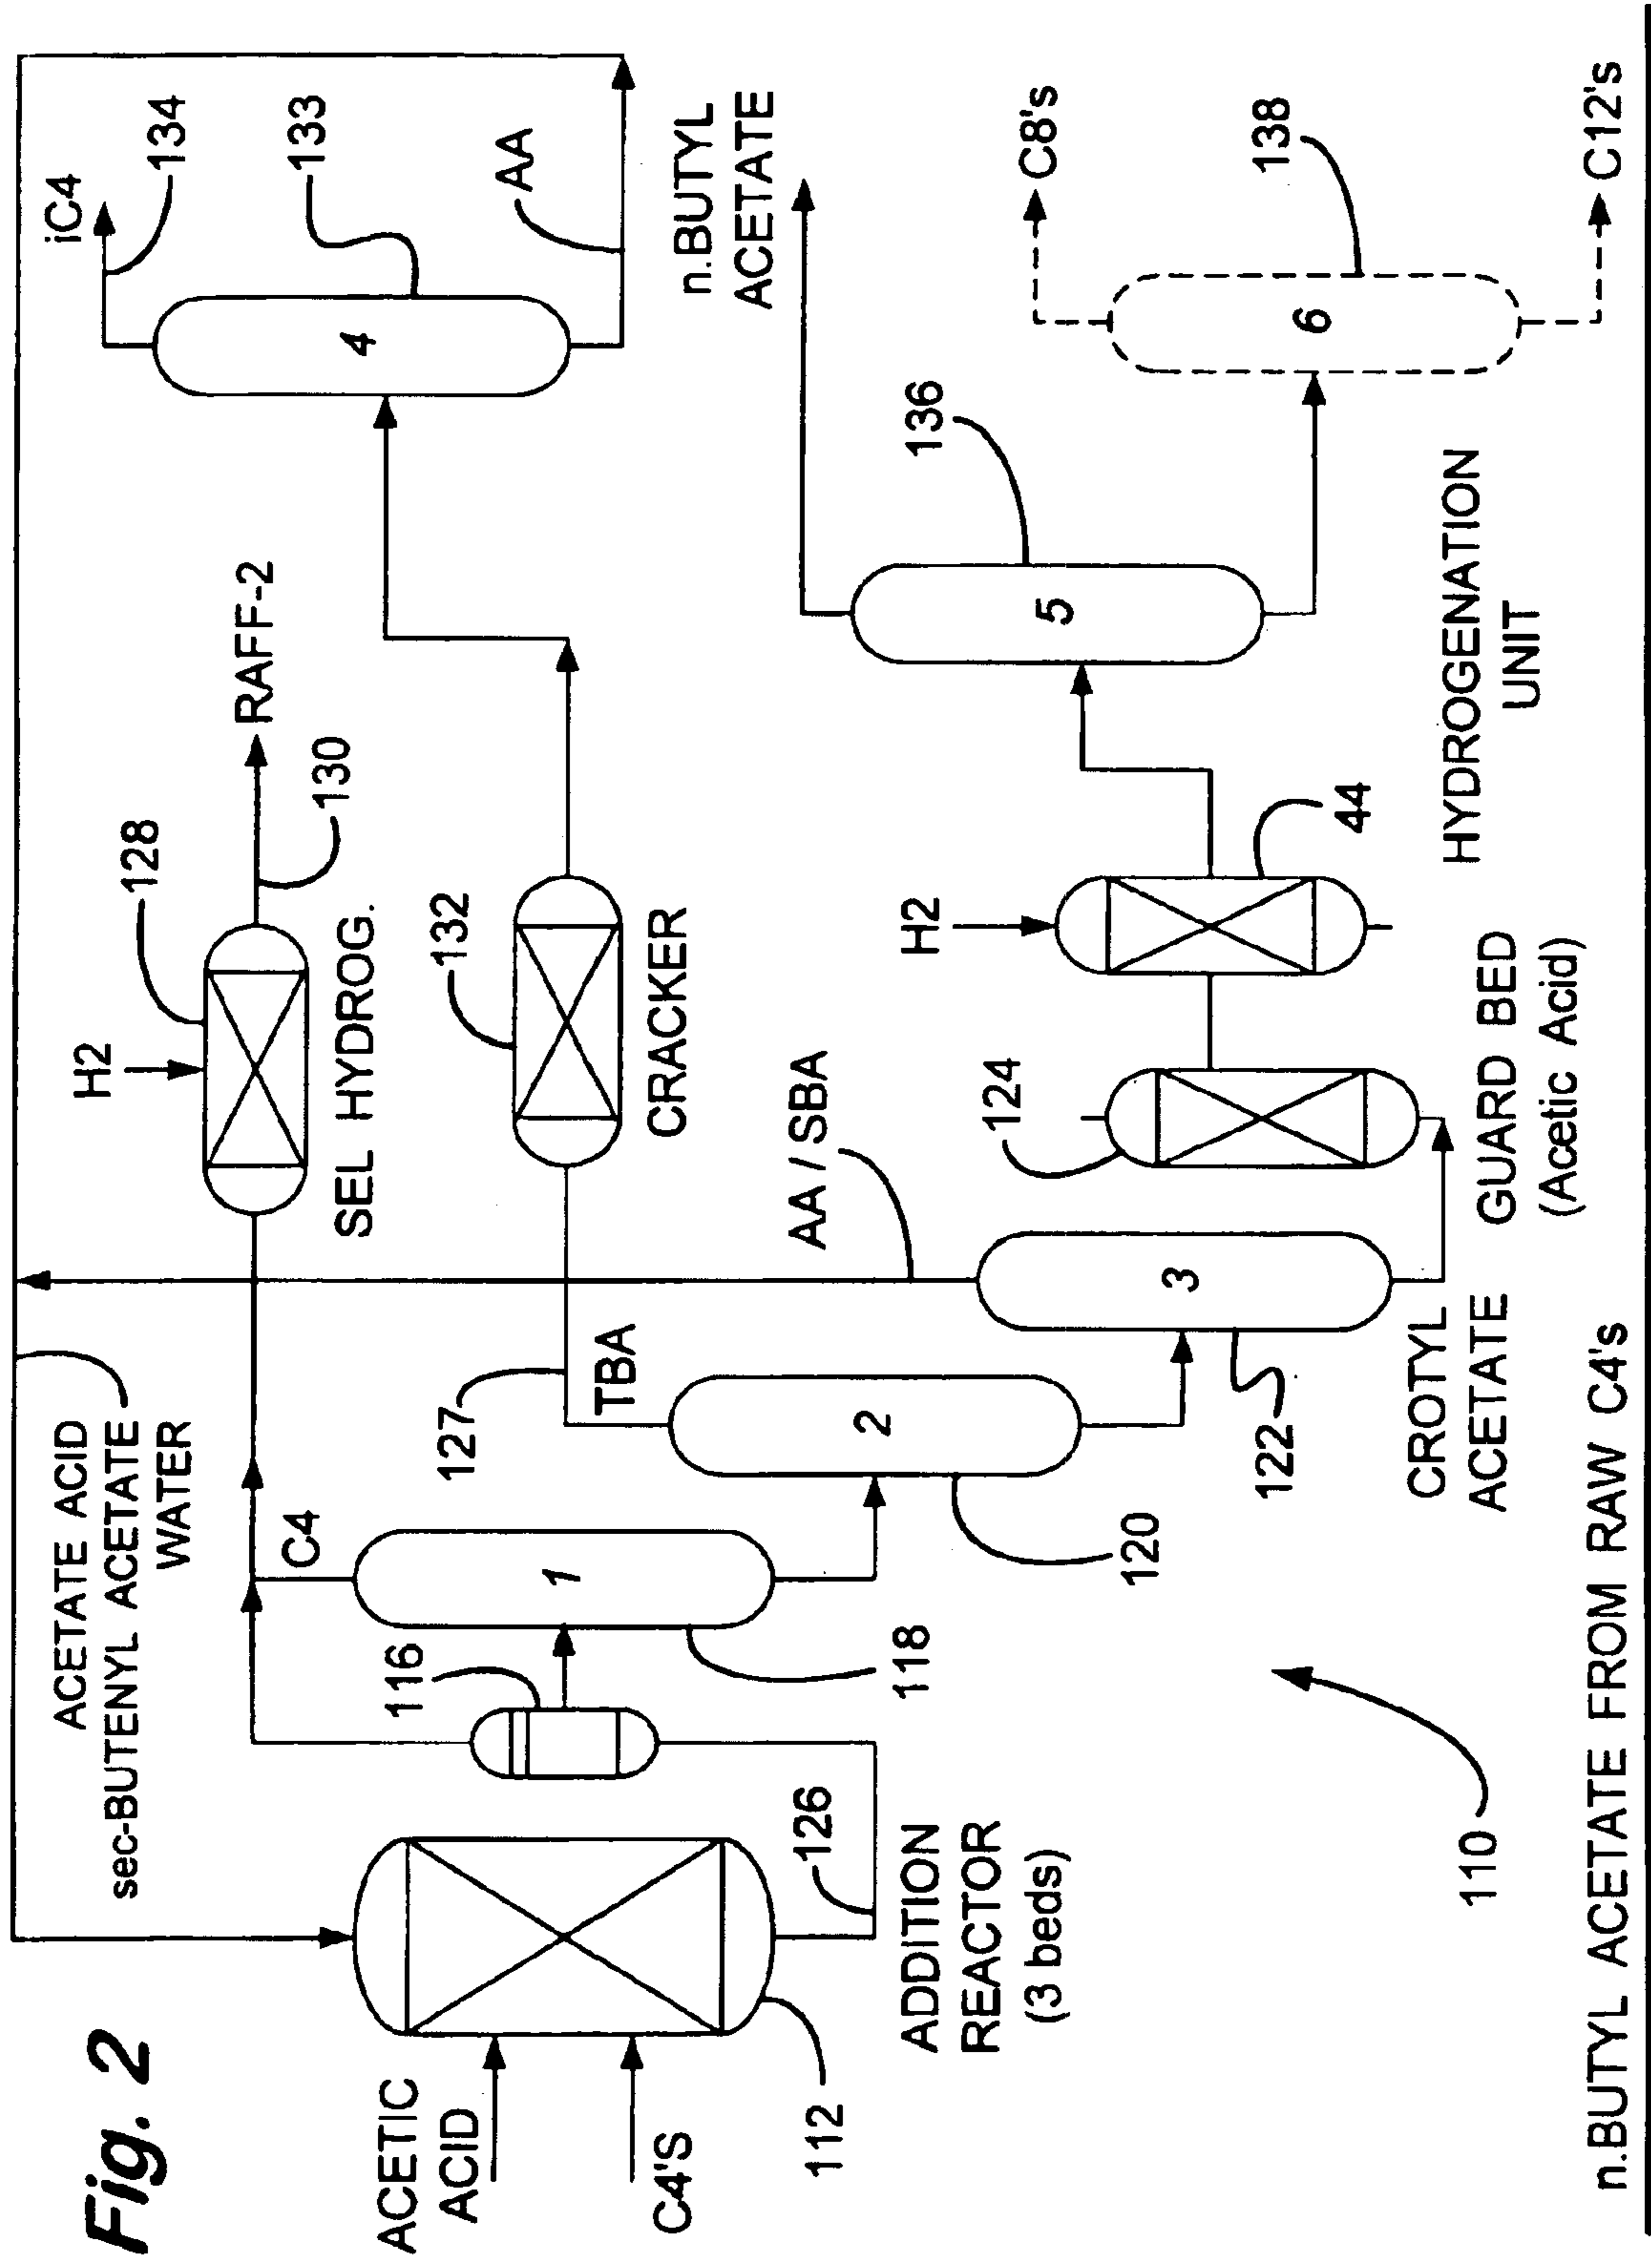 Fig. 2
ACETATE ACID
sec-BUTENYL ACETATE
WATER
iC4
134
133
AA
H2
128
RAFF-2
130
SEL HYDROG.
C4
127
TBA
132
CRACKER
n.BUTYL
ACETATE
ACETIC
ACID
C4'S
112
116
1
118
126
ADDITION
REACTOR
(3 beds)
2
120
AA / SBA
3
122
CROTYL
ACETATE
124
GUARD BED
(Acetic Acid)
H2
44
HYDROGENATION
UNIT
136
5
4
C8's
6
138
C12's
110
n.BUTYL ACETATE FROM RAW C4's